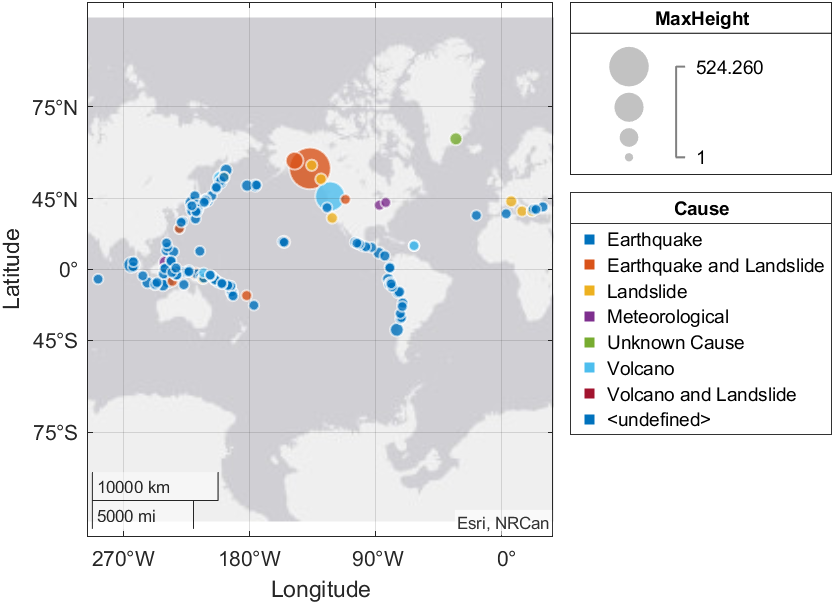 75°N
45°N
0°
45°S
75°S
Latitude
10000 km
5000 mi
Esri, NRCan
270°W
180°W
90°W
0°
Longitude
MaxHeight
524.260
1
Cause
Earthquake
Earthquake and Landslide
Landslide
Meteorological
Unknown Cause
Volcano
Volcano and Landslide
<undefined>